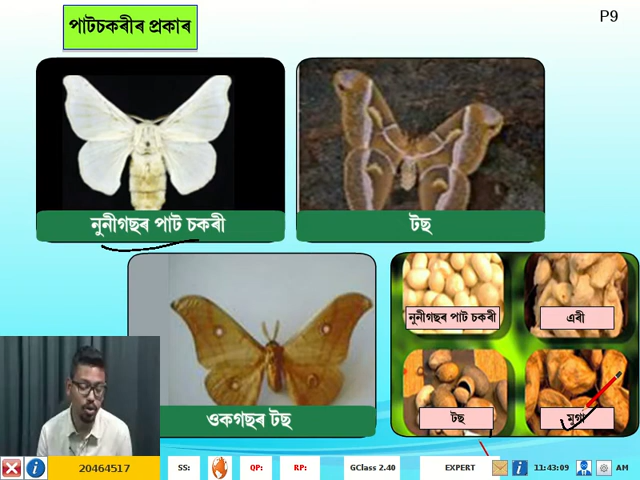 পাটচকৰীৰ প্ৰকাৰ
P9
নুনীগছৰ পাট চকৰী
টছ
ওকগছৰ টছ
নুনীগছৰ পাট চকৰী
এৰী
টছ
মুগা
20464517
SS:
QP:
RP:
GClass 2.40
EXPERT
11:43:09
AM